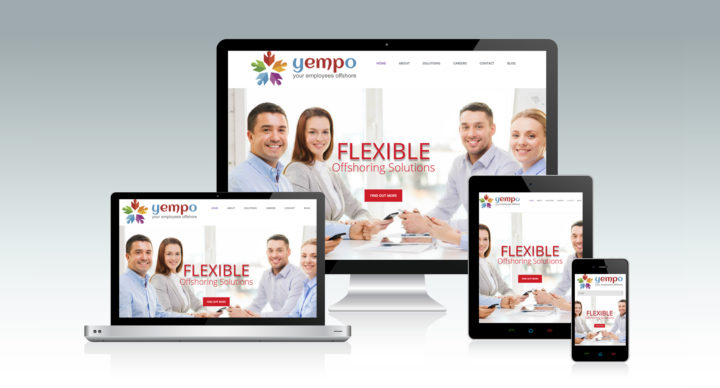 yempo
your employees offshore
HOME ABOUT SOLUTIONS CAREERS CONTACT BLOG
FLEXIBLE
Offshoring Solutions
FIND OUT MORE
yempo
your employees offshore
HOME ABOUT SOLUTIONS CAREERS CONTACT BLOG
FLEXIBLE
Offshoring Solutions
FIND OUT MORE
yempo
FLEXIBLE
Offshoring Solutions
FIND OUT MORE
yempo
FLEXIBLE
Offshoring Solutions